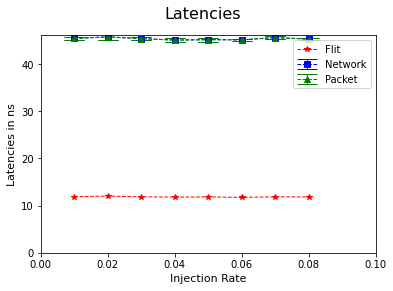 Latencies
Flit
Network
Packet
Latencies in ns
40
30
20
10
0
0.00 0.02 0.04 0.06 0.08 0.10
Injection Rate